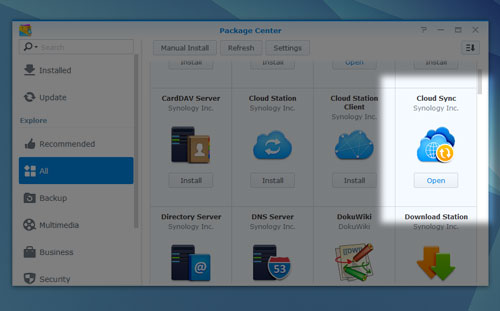 Package Center
Search
Manual Install
Refresh
Settings
Installed
Update
Explore
Recommended
All
Backup
Multimedia
Business
Security
Install
Install
Open
Install
CardDAV Server
Synology Inc.
Install
Cloud Station
Synology Inc.
Install
Cloud Station
Client
Synology Inc.
Install
Cloud Sync
Synology Inc.
Open
Directory Server
Synology Inc.
@
DNS Server
Synology Inc.
53
DokuWiki
DokuWiki
Download Station
Synology Inc.